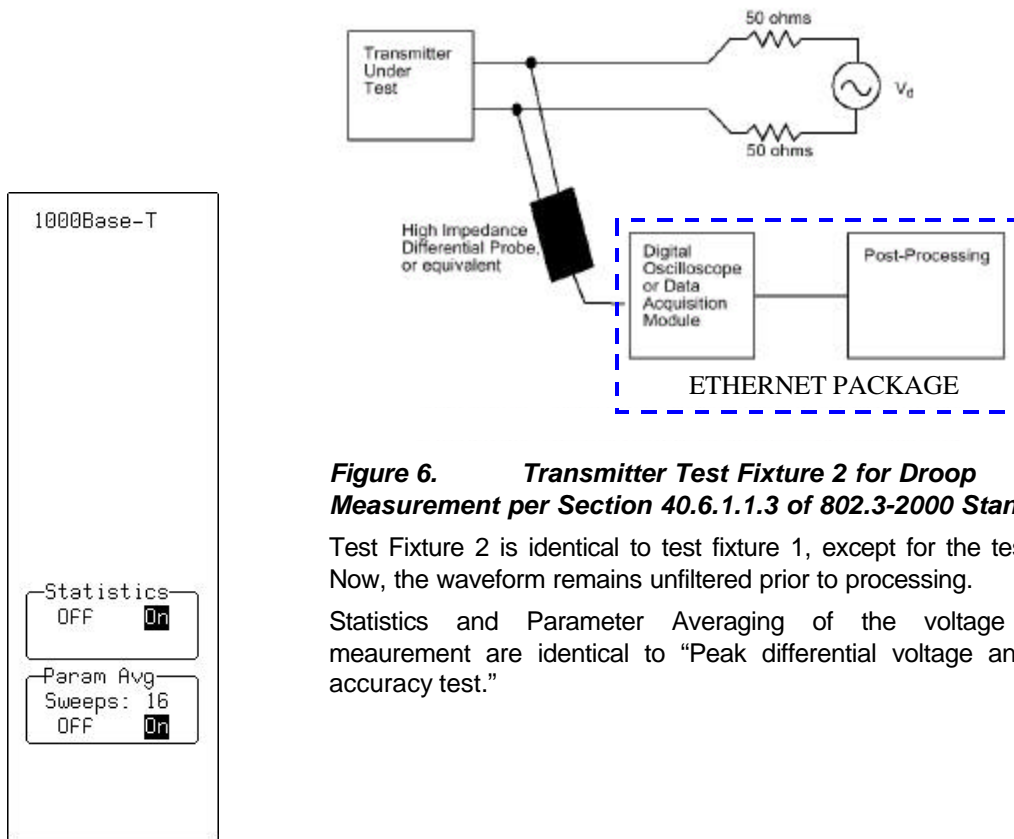 50 ohms
Transmitter
Under
Test
Vd
50 ohms
1000Base-T
High Impedance
Differential Probe,
or equivalent
Digital
Oscilloscope
or Data
Acquisition
Module
Post-Processing
ETHERNET PACKAGE
Figure 6. Transmitter Test Fixture 2 for Droop
Measurement per Section 40.6.1.1.3 of 802.3-2000 Stan
Test Fixture 2 is identical to test fixture 1, except for the tes
Now, the waveform remains unfiltered prior to processing.
Statistics and Parameter Averaging of the voltage
meaurement are identical to “Peak differential voltage an
accuracy test.”
Statistics
OFF On
Param Avg
Sweeps: 16
OFF On